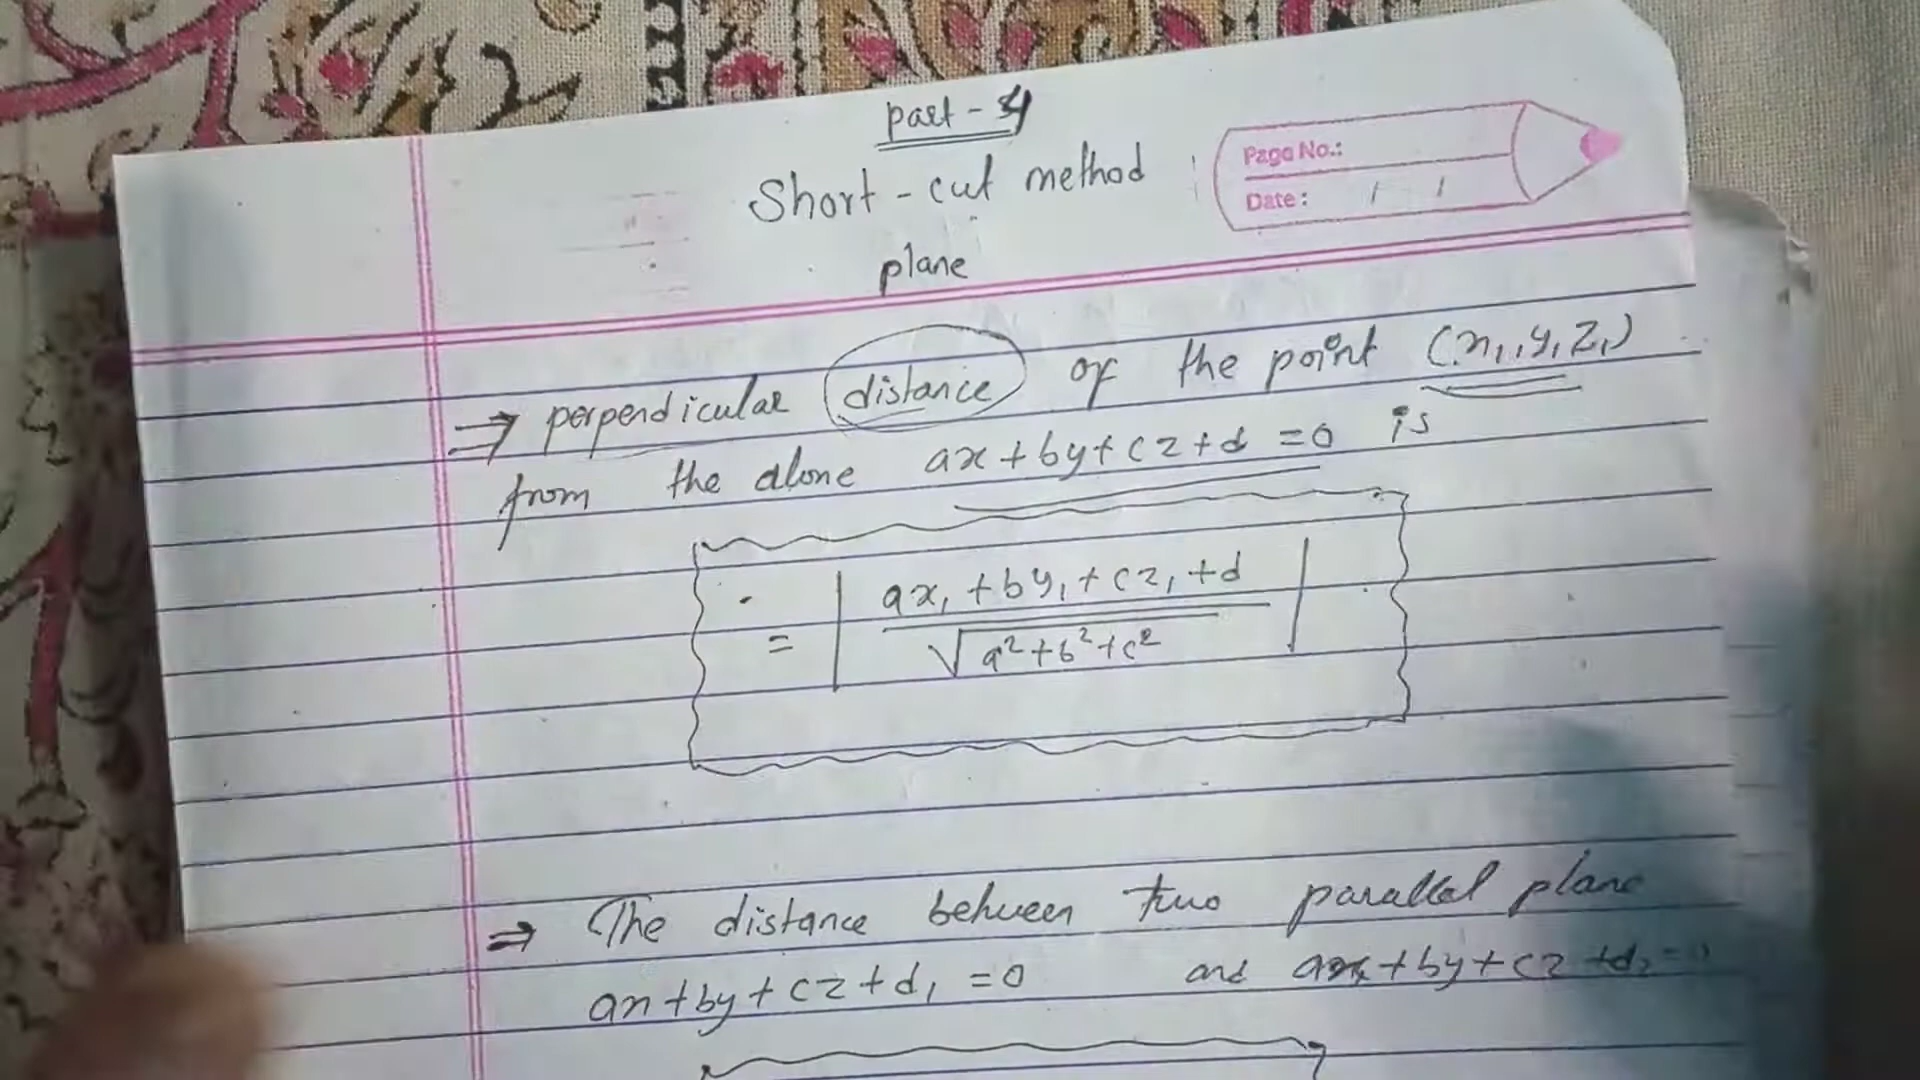 part - 4
Short - cut method
plane
Page No.:
Date: / /
⇒ perpendicular distance of the point (x₁, y₁ z₁)
from the alone ax + by + cz + d = 0 is
= | ax₁ + by₁ + cz₁ + d / √a² + b² + c² |
⇒ The distance between two parallel plane
ax + by + cz + d₁ = 0 and ax + by + cz + d₂ = 0